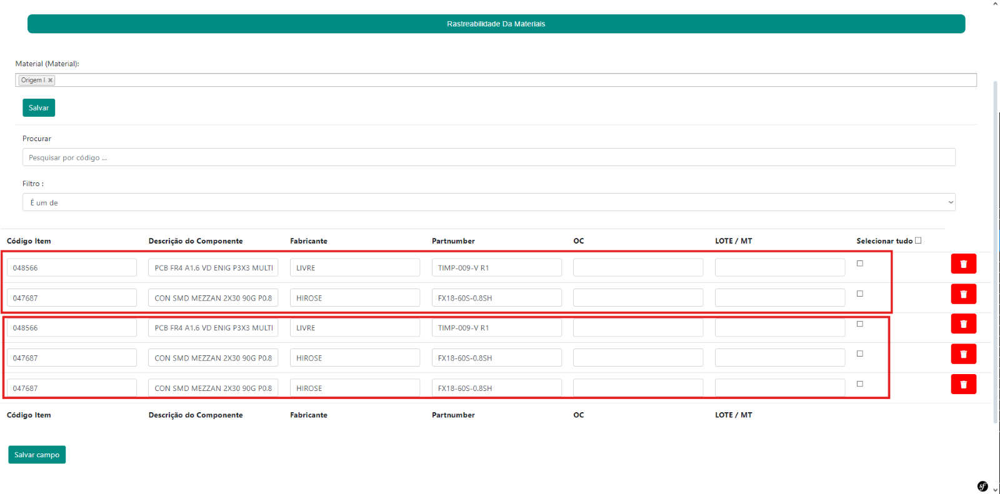 Rastreabilidade Da Materiais
Material (Material):
Origem I ×
Salvar
Procurar
Pesquisar por código ...
Filtro :
É um de
Código Item Descrição do Componente Fabricante Partnumber OC LOTE / MT Selecionar tudo
048566 PCB FR4 A1.6 VD ENIG P3X3 MULTI LIVRE TIMP-009-V R1
047687 CON SMD MEZZAN 2X30 90G P0.8 HIROSE FX18-60S-0.8SH
048566 PCB FR4 A1.6 VD ENIG P3X3 MULTI LIVRE TIMP-009-V R1
047687 CON SMD MEZZAN 2X30 90G P0.8 HIROSE FX18-60S-0.8SH
047687 CON SMD MEZZAN 2X30 90G P0.8 HIROSE FX18-60S-0.8SH
Código Item Descrição do Componente Fabricante Partnumber OC LOTE / MT
Salvar campo
sf